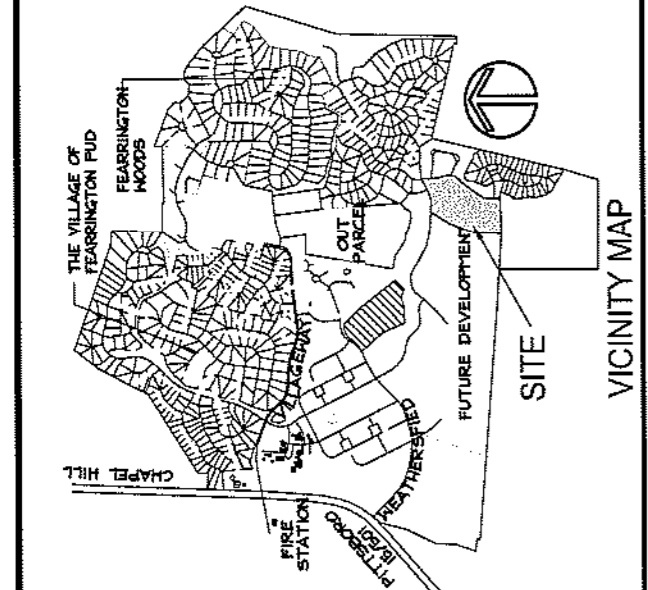 THE VILLAGE OF
FEARRINGTON PUD
FEARRINGTON
WOODS
CHAPEL HILL
VILLAGEWAY
OUT
PARCEL
FIRE
STATION
WEATHERSFIED
PITTSBORO
15/501
FUTURE DEVELOPMENT
SITE
VICINITY MAP